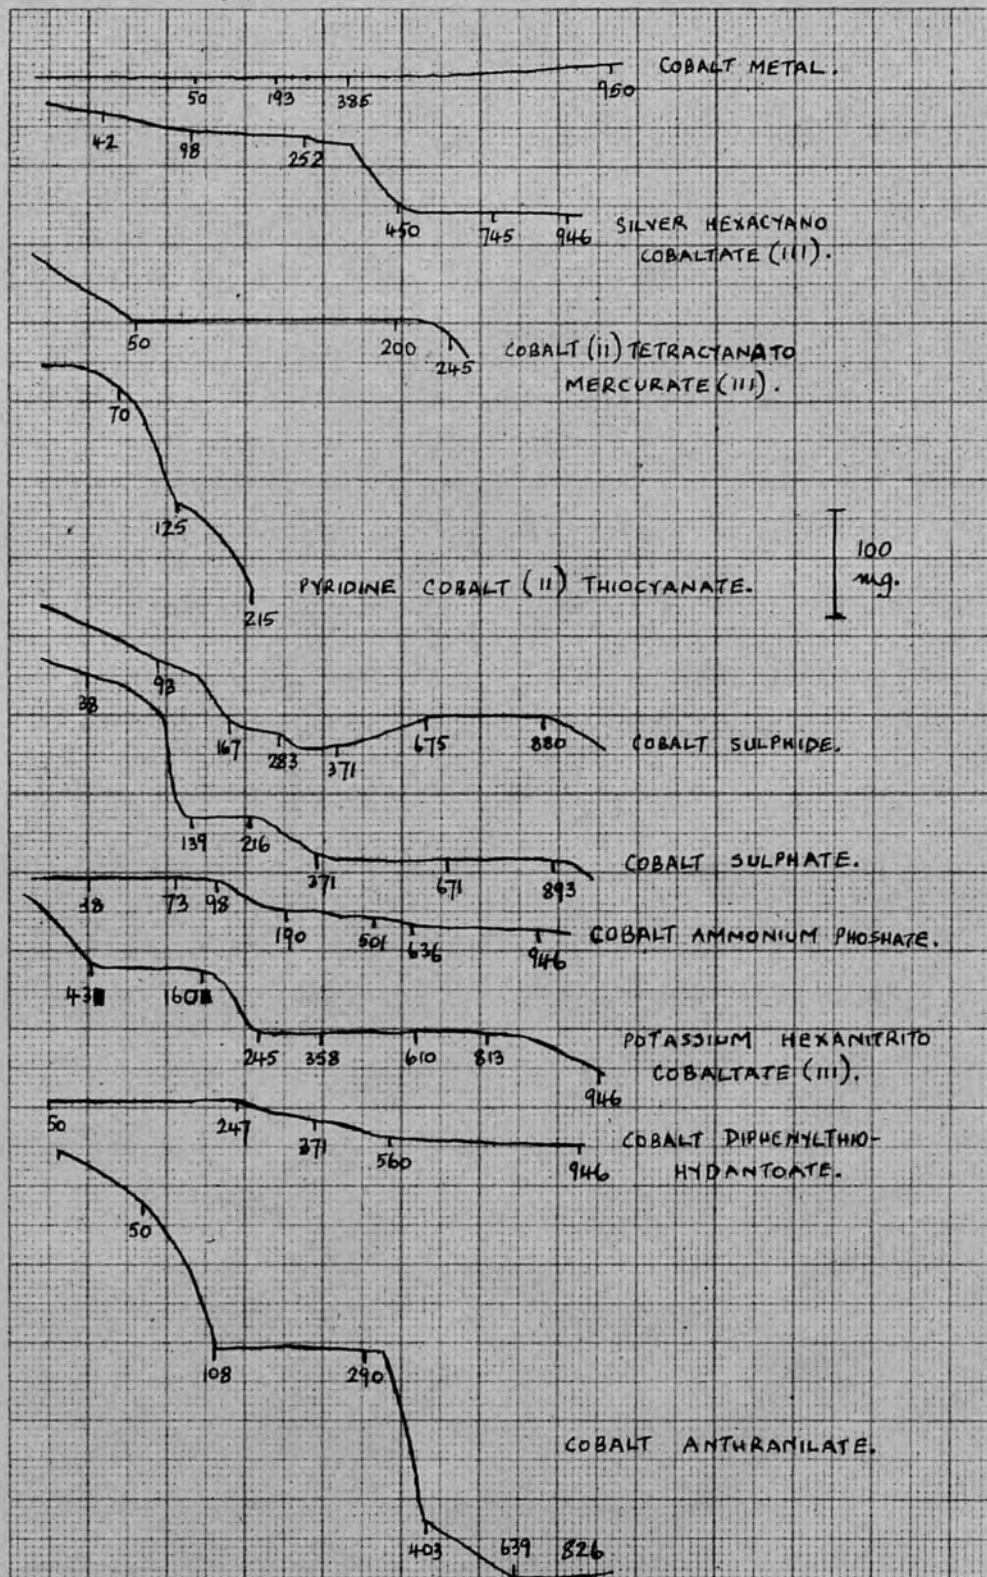 COBALT METAL.
50 193 385 950
42 98 252 450 745 946
SILVER HEXACYANO
COBALTATE (III).
50 200 245
COBALT (II) TETRACYANATO
MERCURATE (III).
70
125
215
PYRIDINE COBALT (II) THIOCYANATE.
100
mg.
93 167 283 371 675 880
COBALT SULPHIDE.
38 139 216 371 671 893
COBALT SULPHATE.
38 73 98 190 501 636 946
COBALT AMMONIUM PHOSHATE.
43 160 245 358 610 813 946
POTASSIUM HEXANITRITO
COBALTATE (III).
50 247 371 560 946
COBALT DIPHENYLTHIO-
HYDANTOATE.
50
108 290
COBALT ANTHRANILATE.
403 639 826